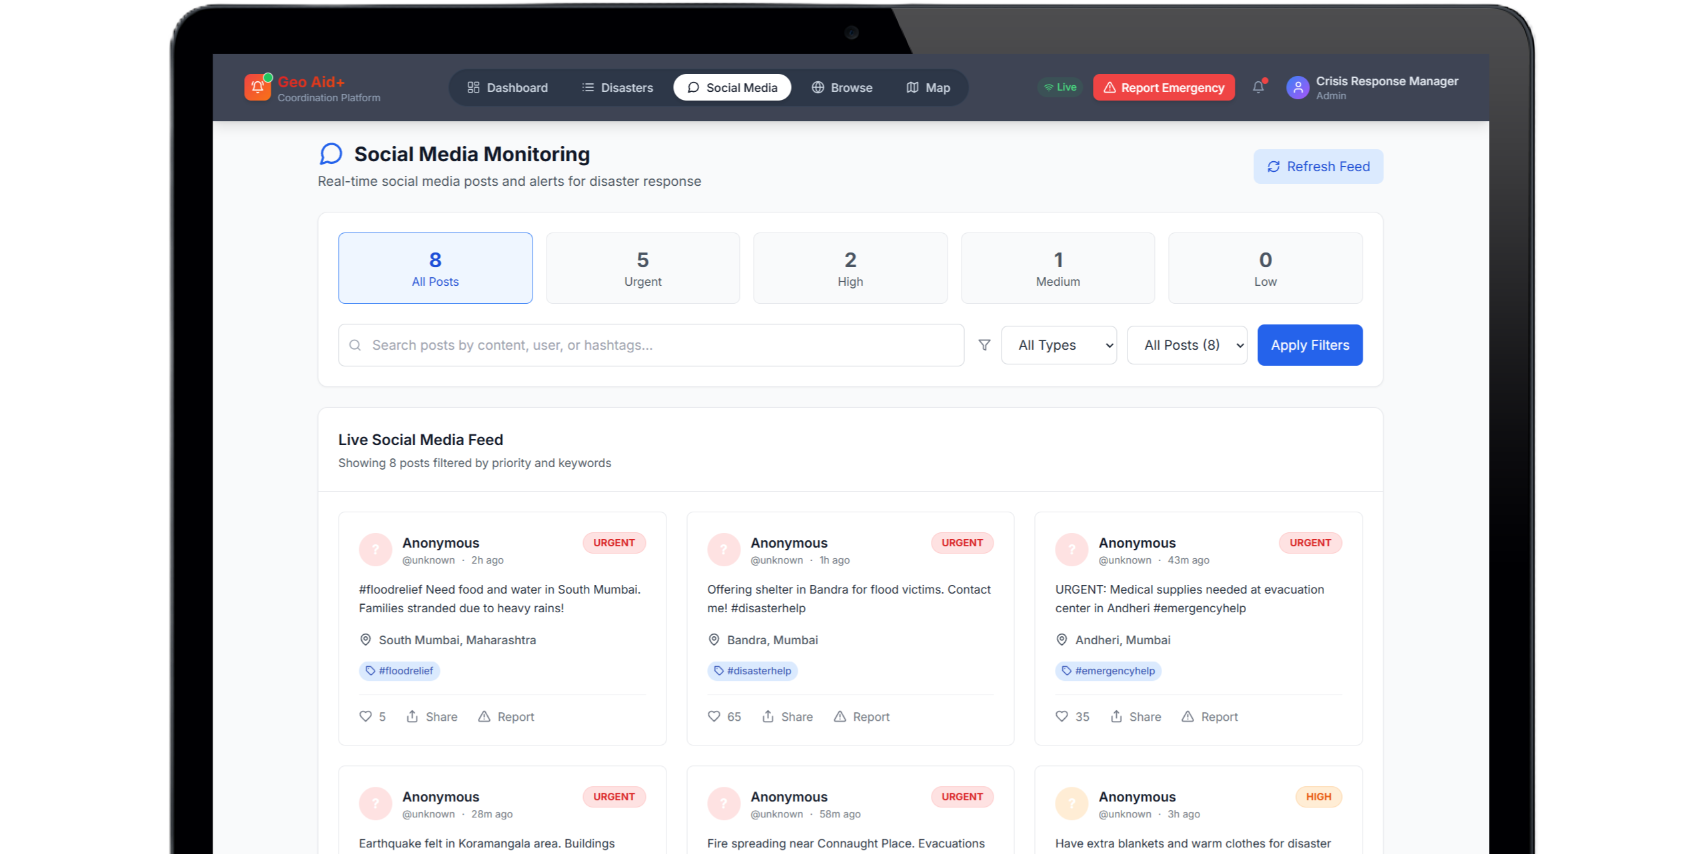 Geo Aid+
Coordination Platform
Dashboard
Disasters
Social Media
Browse
Map
Live
Report Emergency
Crisis Response Manager
Admin
Social Media Monitoring
Real-time social media posts and alerts for disaster response
Refresh Feed
8
All Posts
5
Urgent
2
High
1
Medium
0
Low
Search posts by content, user, or hashtags...
All Types
All Posts (8)
Apply Filters
Live Social Media Feed
Showing 8 posts filtered by priority and keywords
?
Anonymous
@unknown · 2h ago
URGENT
#floodrelief Need food and water in South Mumbai.
Families stranded due to heavy rains!
South Mumbai, Maharashtra
#floodrelief
5
Share
Report
?
Anonymous
@unknown · 1h ago
URGENT
Offering shelter in Bandra for flood victims. Contact
me! #disasterhelp
Bandra, Mumbai
#disasterhelp
65
Share
Report
?
Anonymous
@unknown · 43m ago
URGENT
URGENT: Medical supplies needed at evacuation
center in Andheri #emergencyhelp
Andheri, Mumbai
#emergencyhelp
35
Share
Report
?
Anonymous
@unknown · 28m ago
URGENT
Earthquake felt in Koramangala area. Buildings
?
Anonymous
@unknown · 58m ago
URGENT
Fire spreading near Connaught Place. Evacuations
?
Anonymous
@unknown · 3h ago
HIGH
Have extra blankets and warm clothes for disaster